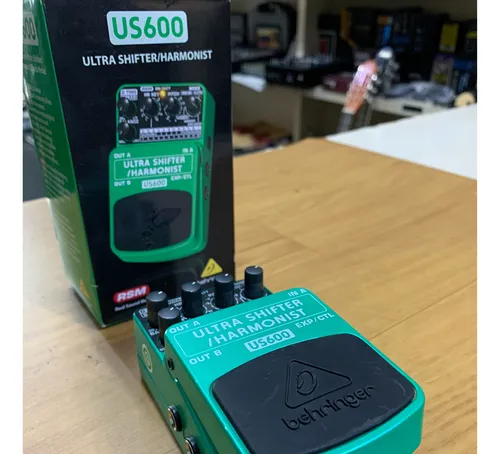 600
US600
ULTRA SHIFTER/HARMONIST
OUT A
IN A
ULTRA SHIFTER
/HARMONIST
OUT B
US600
EXP/CTL
RSM
OUT A
IN A
ULTRA SHIFTER
/HARMONIST
OUT B
US600
EXP/CTL
behringer